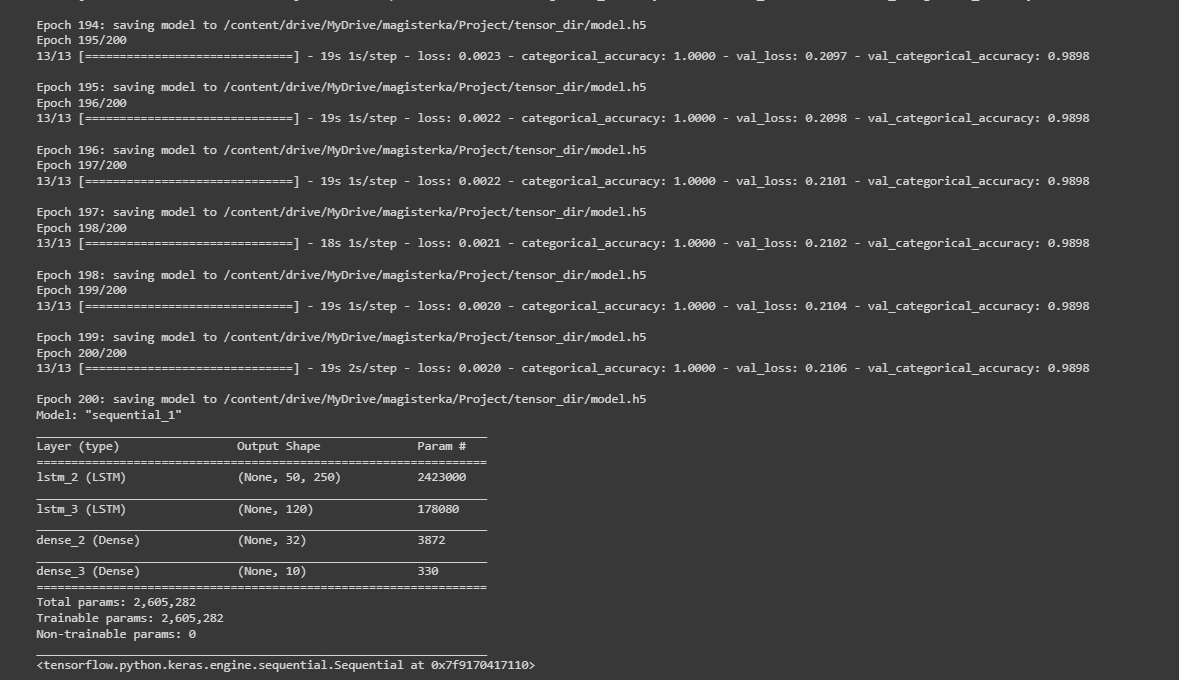 Epoch 194: saving model to /content/drive/MyDrive/magisterka/Project/tensor_dir/model.h5
Epoch 195/200
13/13 [==============================] - 19s 1s/step - loss: 0.0023 - categorical_accuracy: 1.0000 - val_loss: 0.2097 - val_categorical_accuracy: 0.9898
Epoch 195: saving model to /content/drive/MyDrive/magisterka/Project/tensor_dir/model.h5
Epoch 196/200
13/13 [==============================] - 19s 1s/step - loss: 0.0022 - categorical_accuracy: 1.0000 - val_loss: 0.2098 - val_categorical_accuracy: 0.9898
Epoch 196: saving model to /content/drive/MyDrive/magisterka/Project/tensor_dir/model.h5
Epoch 197/200
13/13 [==============================] - 19s 1s/step - loss: 0.0022 - categorical_accuracy: 1.0000 - val_loss: 0.2101 - val_categorical_accuracy: 0.9898
Epoch 197: saving model to /content/drive/MyDrive/magisterka/Project/tensor_dir/model.h5
Epoch 198/200
13/13 [==============================] - 18s 1s/step - loss: 0.0021 - categorical_accuracy: 1.0000 - val_loss: 0.2102 - val_categorical_accuracy: 0.9898
Epoch 198: saving model to /content/drive/MyDrive/magisterka/Project/tensor_dir/model.h5
Epoch 199/200
13/13 [==============================] - 19s 1s/step - loss: 0.0020 - categorical_accuracy: 1.0000 - val_loss: 0.2104 - val_categorical_accuracy: 0.9898
Epoch 199: saving model to /content/drive/MyDrive/magisterka/Project/tensor_dir/model.h5
Epoch 200/200
13/13 [==============================] - 19s 2s/step - loss: 0.0020 - categorical_accuracy: 1.0000 - val_loss: 0.2106 - val_categorical_accuracy: 0.9898
Epoch 200: saving model to /content/drive/MyDrive/magisterka/Project/tensor_dir/model.h5
Model: "sequential_1"
_________________________________________________________________
Layer (type) Output Shape Param #
=================================================================
lstm_2 (LSTM) (None, 50, 250) 2423000
_________________________________________________________________
lstm_3 (LSTM) (None, 120) 178080
_________________________________________________________________
dense_2 (Dense) (None, 32) 3872
_________________________________________________________________
dense_3 (Dense) (None, 10) 330
=================================================================
Total params: 2,605,282
Trainable params: 2,605,282
Non-trainable params: 0
_________________________________________________________________
<tensorflow.python.keras.engine.sequential.Sequential at 0x7f9170417110>